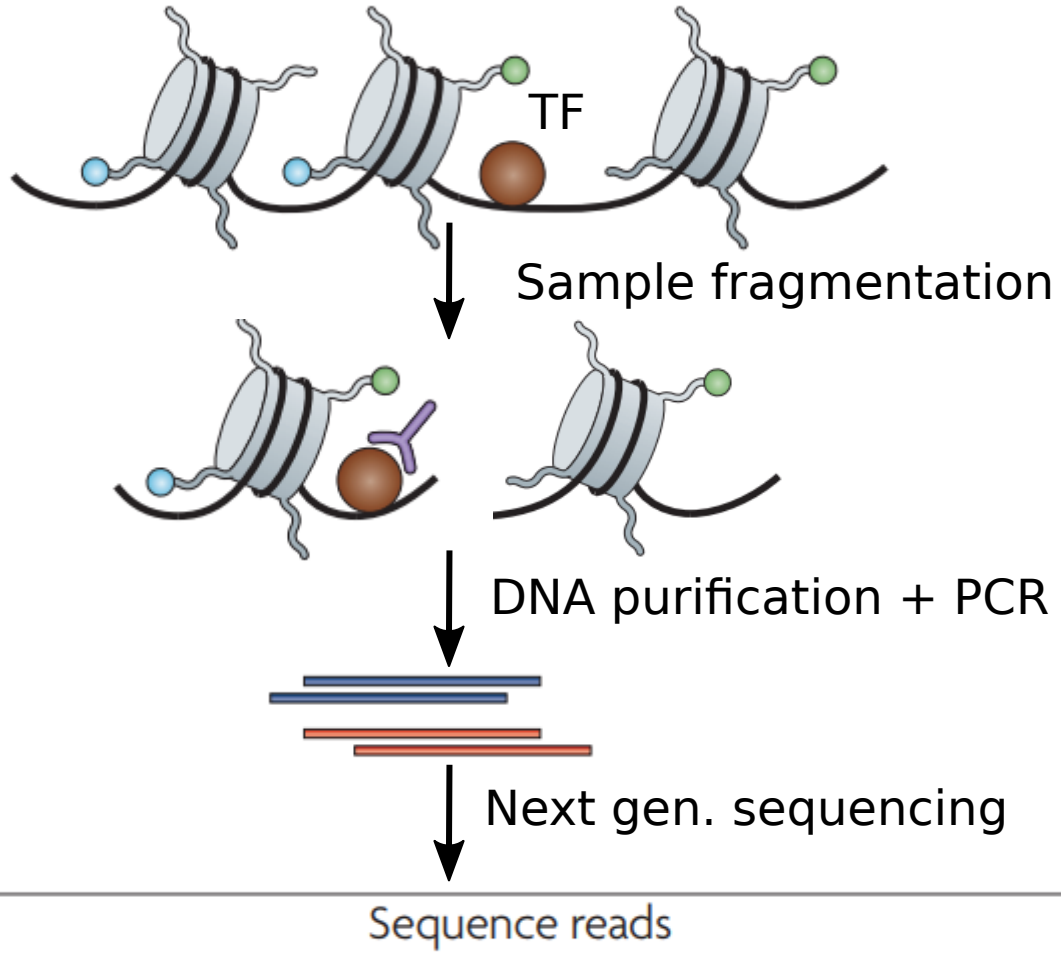 TF
Sample fragmentation
DNA purification + PCR
Next gen. sequencing
Sequence reads